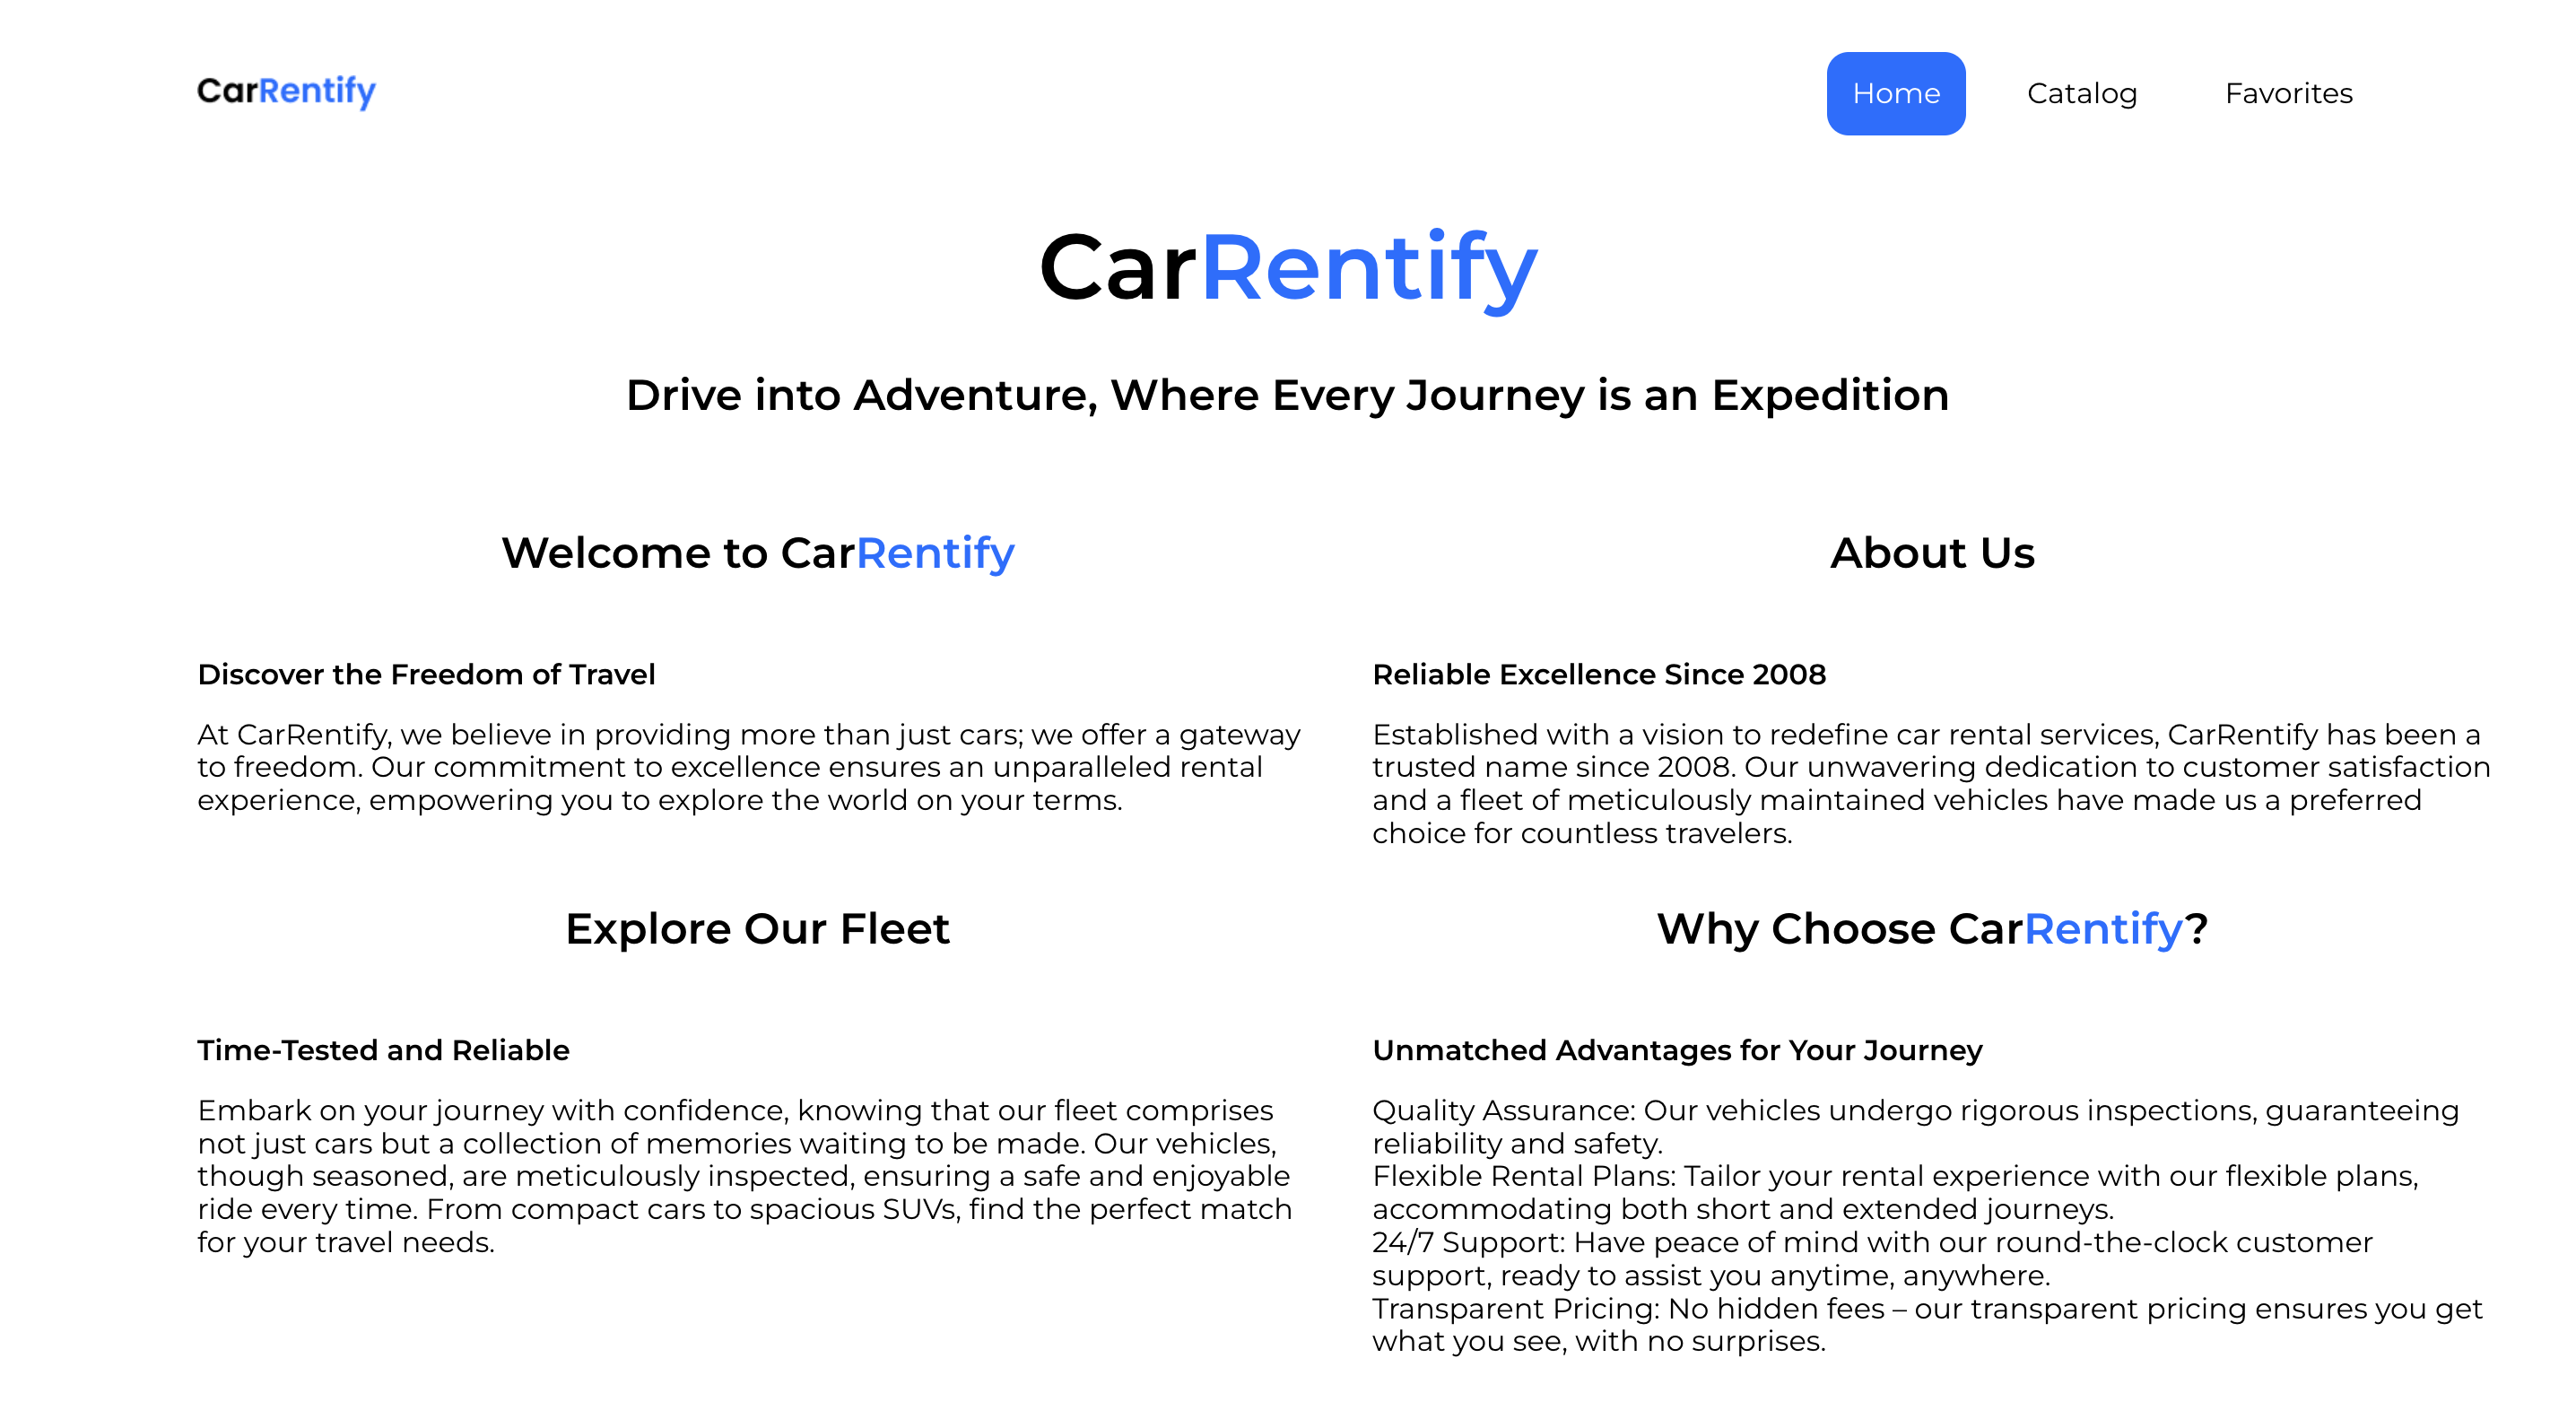 CarRentify
Home
Catalog
Favorites
CarRentify
Drive into Adventure, Where Every Journey is an Expedition
Welcome to CarRentify
Discover the Freedom of Travel
At CarRentify, we believe in providing more than just cars; we offer a gateway
to freedom. Our commitment to excellence ensures an unparalleled rental
experience, empowering you to explore the world on your terms.
About Us
Reliable Excellence Since 2008
Established with a vision to redefine car rental services, CarRentify has been a
trusted name since 2008. Our unwavering dedication to customer satisfaction
and a fleet of meticulously maintained vehicles have made us a preferred
choice for countless travelers.
Explore Our Fleet
Time-Tested and Reliable
Embark on your journey with confidence, knowing that our fleet comprises
not just cars but a collection of memories waiting to be made. Our vehicles,
though seasoned, are meticulously inspected, ensuring a safe and enjoyable
ride every time. From compact cars to spacious SUVs, find the perfect match
for your travel needs.
Why Choose CarRentify?
Unmatched Advantages for Your Journey
Quality Assurance: Our vehicles undergo rigorous inspections, guaranteeing
reliability and safety.
Flexible Rental Plans: Tailor your rental experience with our flexible plans,
accommodating both short and extended journeys.
24/7 Support: Have peace of mind with our round-the-clock customer
support, ready to assist you anytime, anywhere.
Transparent Pricing: No hidden fees – our transparent pricing ensures you get
what you see, with no surprises.